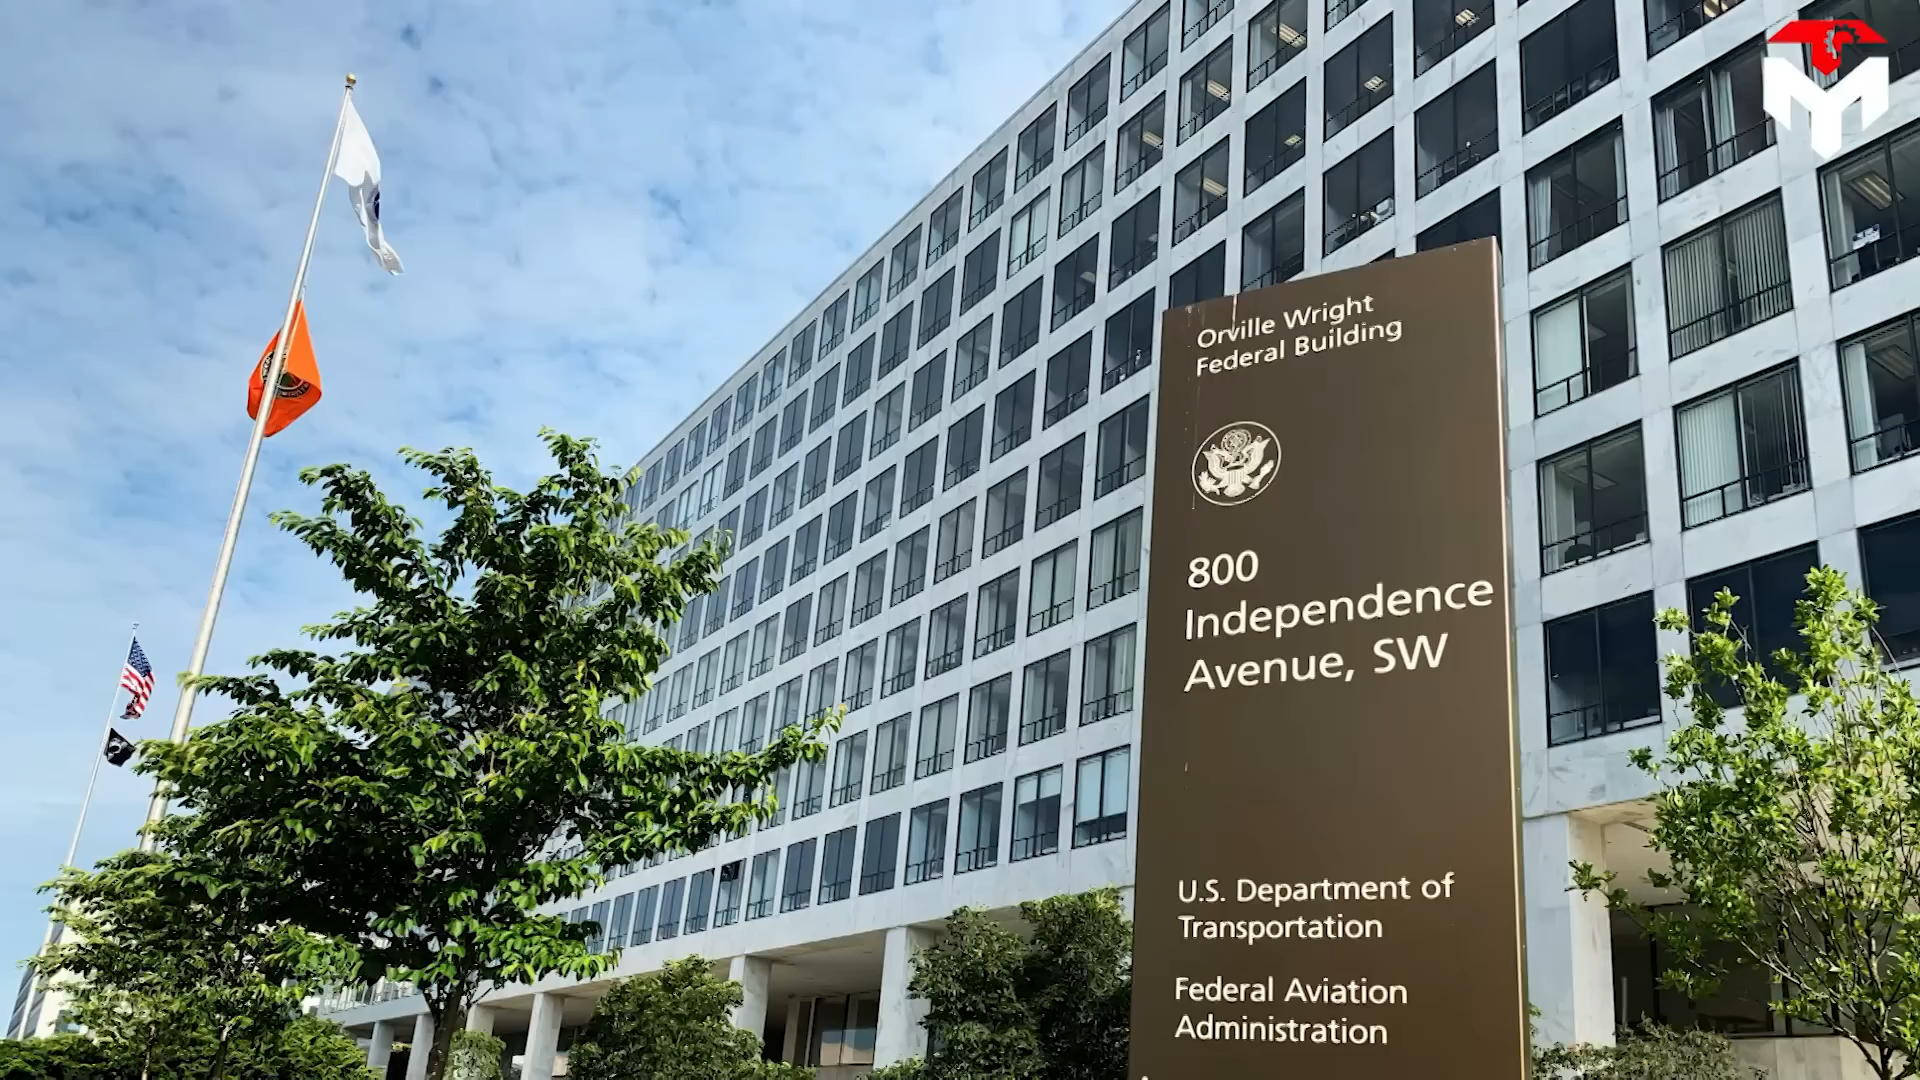 Orville Wright
Federal Building
800
Independence
Avenue, SW
U.S. Department of
Transportation
Federal Aviation
Administration